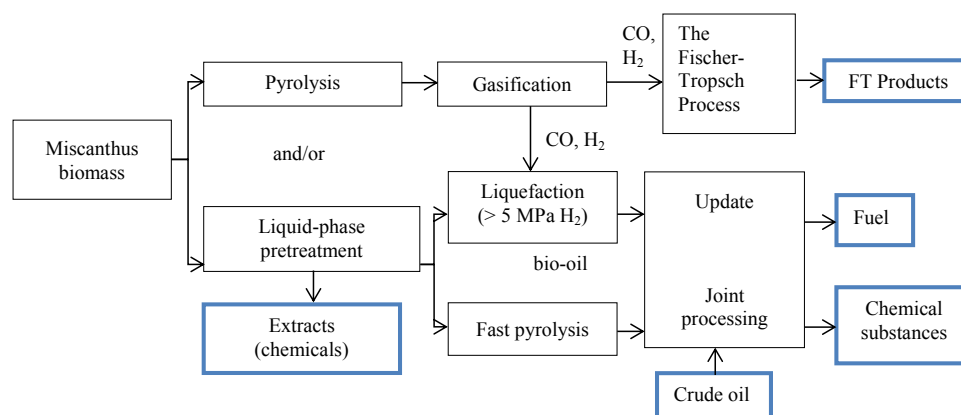 CO,
H2
The
Fischer-
Tropsch
Process
Pyrolysis
Gasification
FT Products
CO, H2
Miscanthus
biomass
and/or
Liquefaction
(> 5 MPa H2)
Update
Liquid-phase
pretreatment
Fuel
bio-oil
Joint
processing
Extracts
(chemicals)
Fast pyrolysis
Chemical
substances
Crude oil